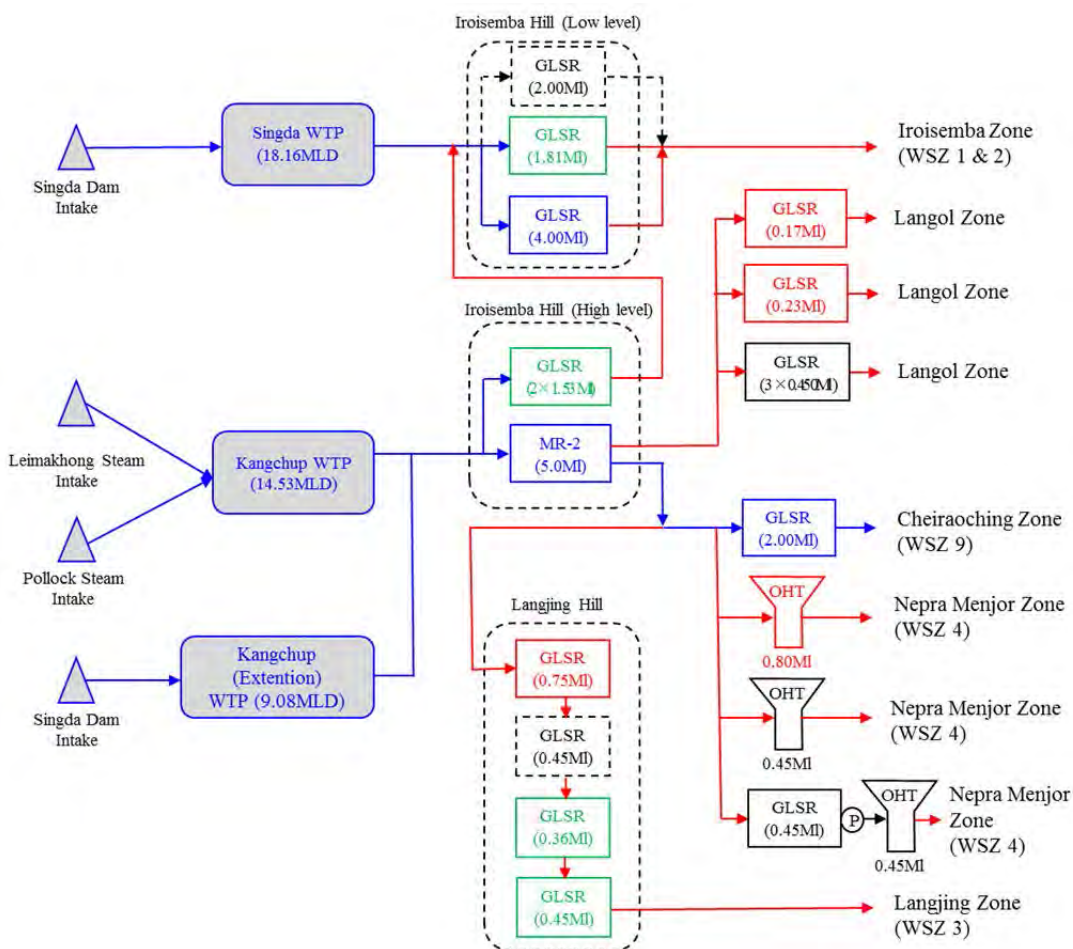 Iroisemba Hill (Low level)
GLSR
(2.00Ml)
Singda WTP
(18.16MLD
GLSR
(1.81Ml)
Iroisemba Zone
(WSZ 1 & 2)
Singda Dam
Intake
GLSR
(4.00Ml)
GLSR
(0.17Ml)
Langol Zone
GLSR
(0.23Ml)
Langol Zone
Iroisemba Hill (High level)
GLSR
(2×1.53Ml)
GLSR
(3×0.450Ml)
Langol Zone
Leimakhong Steam
Intake
Kangchup WTP
(14.53MLD)
MR-2
(5.0Ml)
Pollock Steam
Intake
GLSR
(2.00Ml)
Cheiraoching Zone
(WSZ 9)
Langjing Hill
OHT
0.80Ml
Nepra Menjor Zone
(WSZ 4)
Kangchup
(Extention)
WTP (9.08MLD)
GLSR
(0.75Ml)
Singda Dam
Intake
GLSR
(0.45Ml)
OHT
0.45Ml
Nepra Menjor Zone
(WSZ 4)
GLSR
(0.36Ml)
GLSR
(0.45Ml)
P
OHT
0.45Ml
Nepra Menjor
Zone
(WSZ 4)
GLSR
(0.45Ml)
Langjing Zone
(WSZ 3)